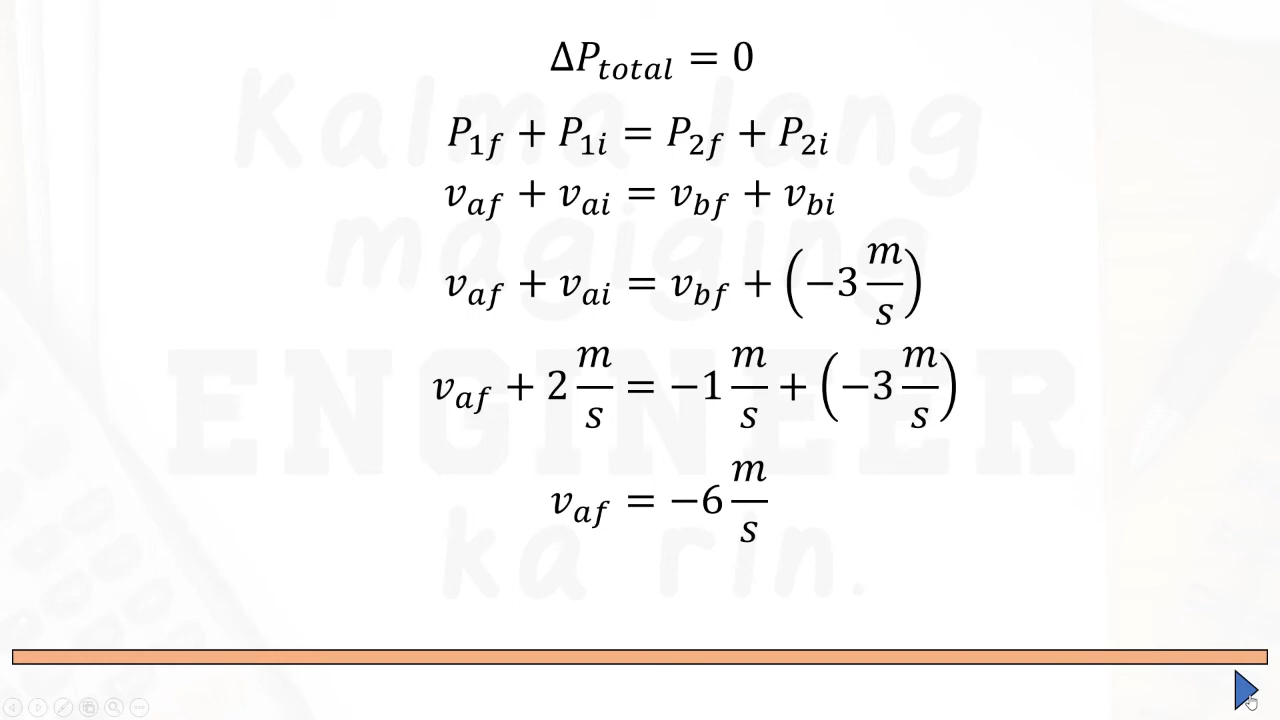 ΔP_total = 0
P_1f + P_1i = P_2f + P_2i
v_af + v_ai = v_bf + v_bi
v_af + v_ai = v_bf + (−3 m/s)
v_af + 2 m/s = −1 m/s + (−3 m/s)
v_af = −6 m/s
Kalma lang
magiging
ENGINEER
ka rin.